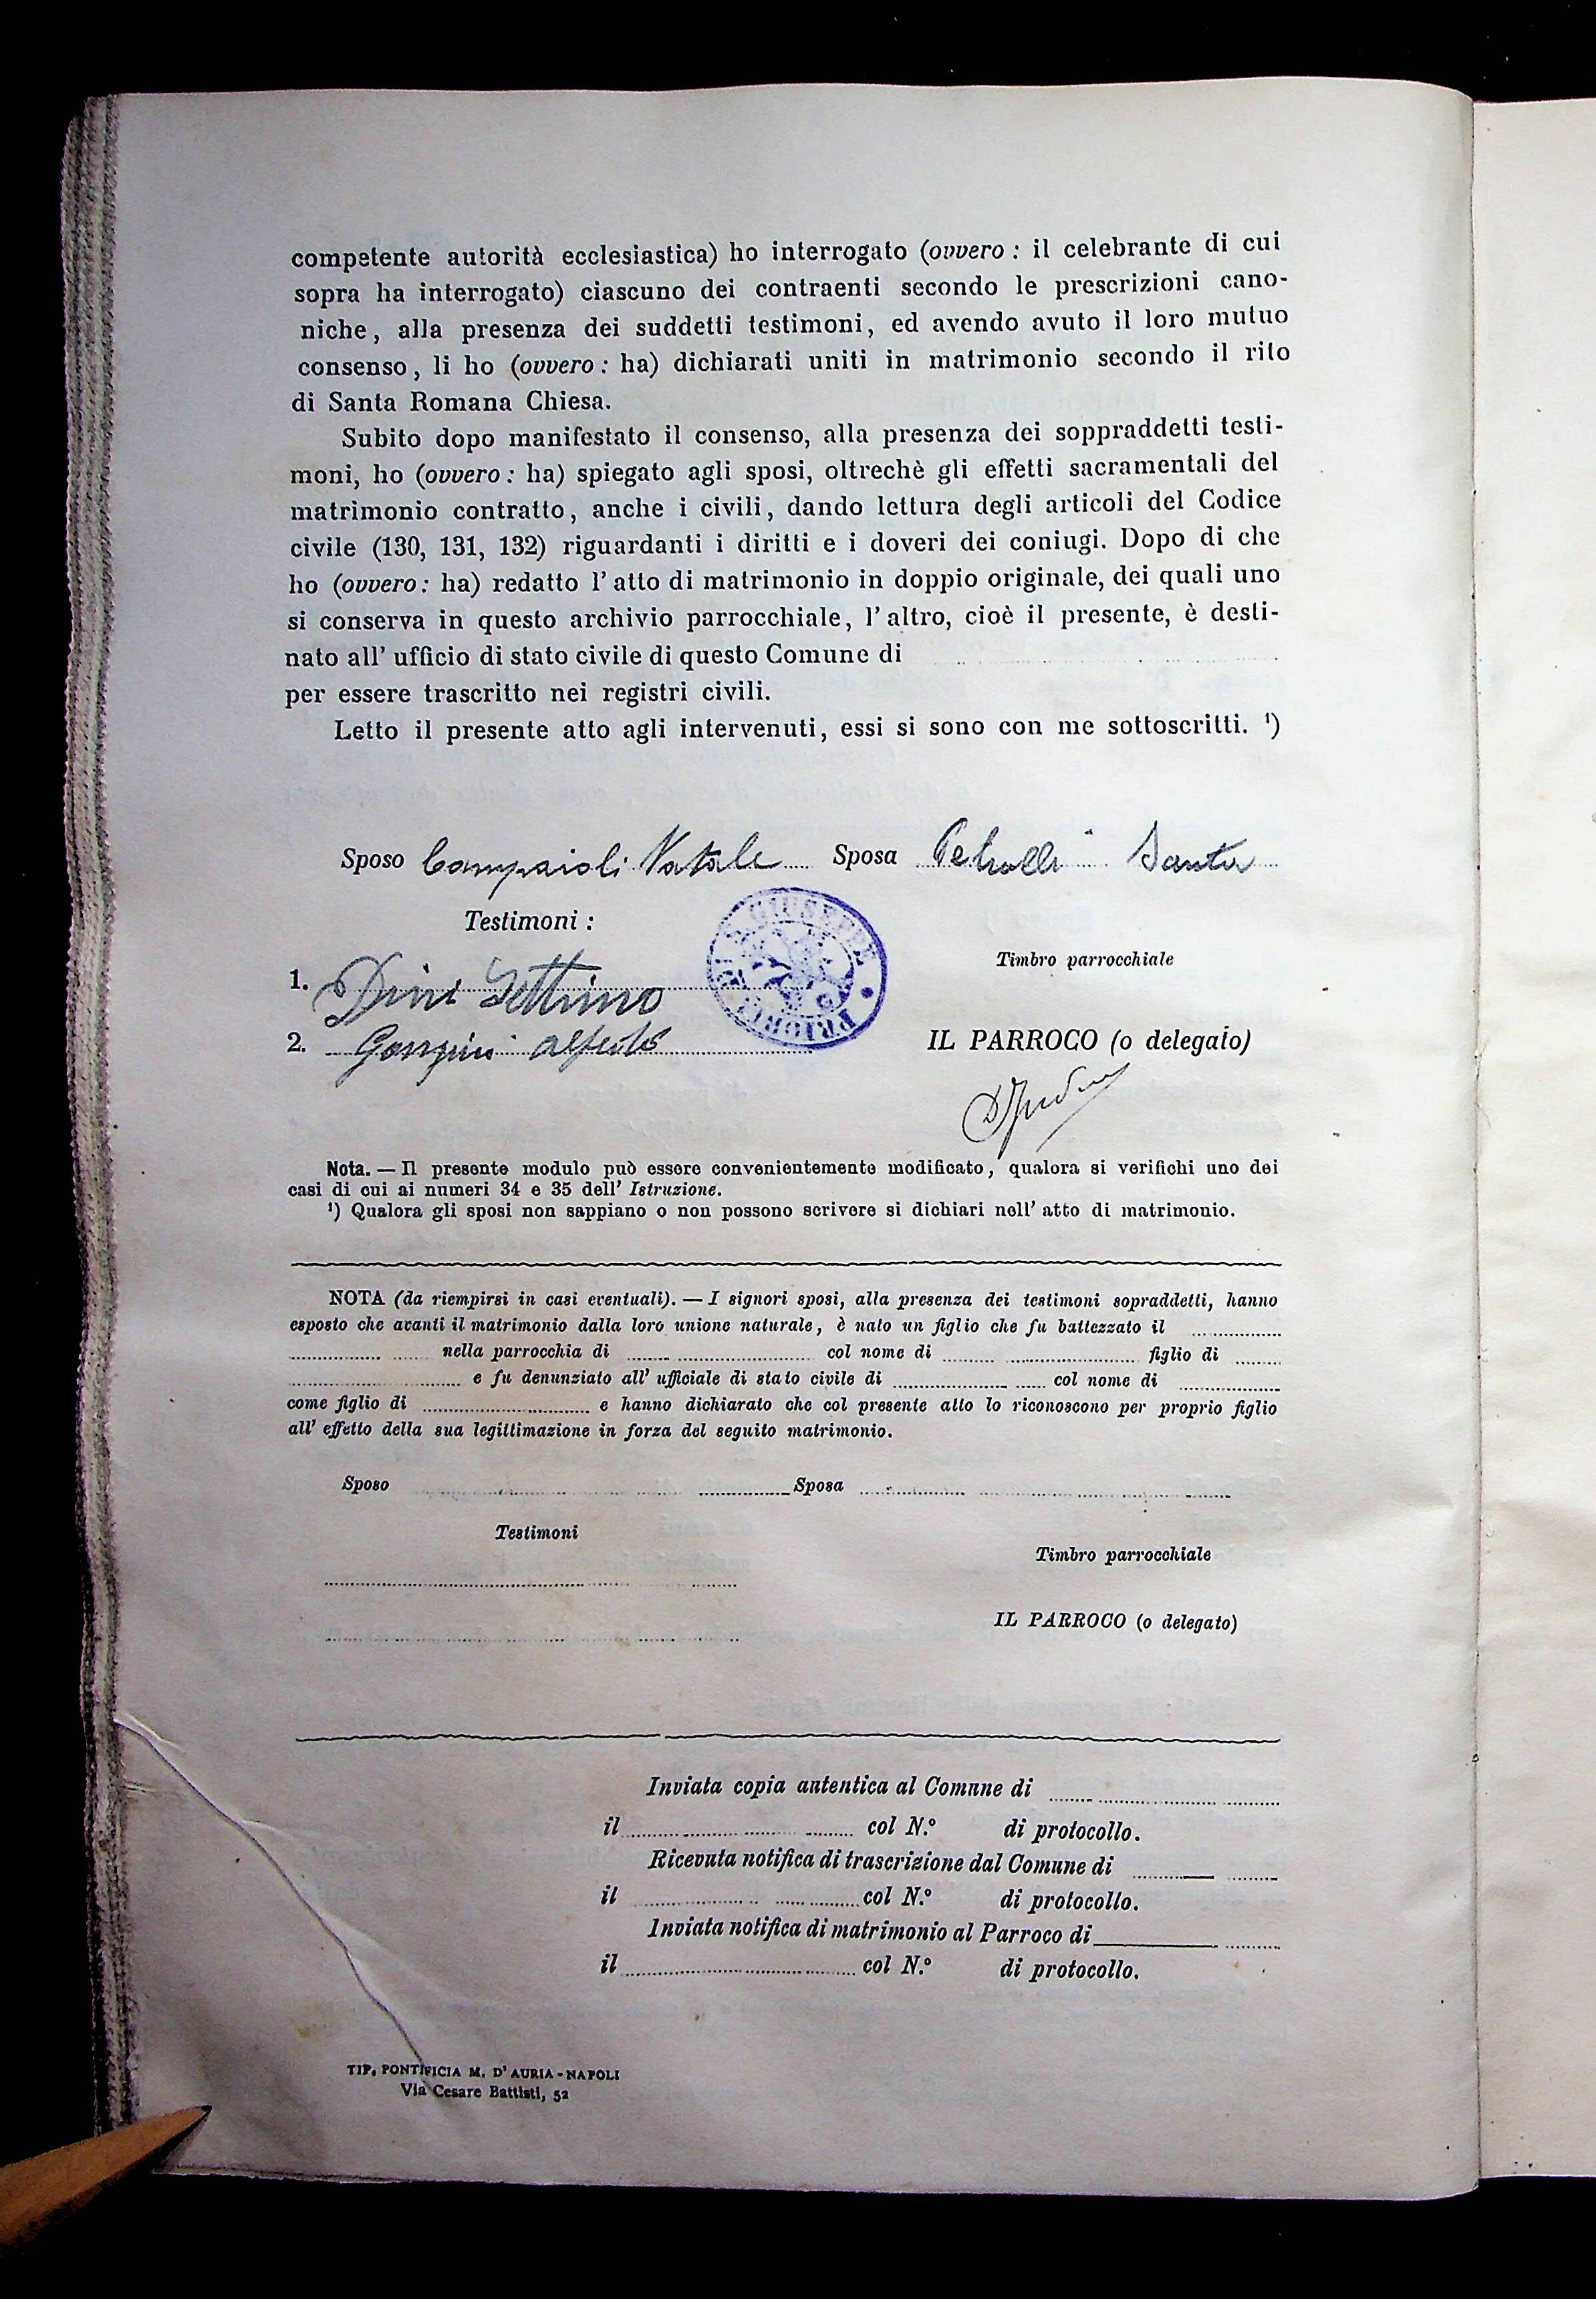 competente autorità ecclesiastica) ho interrogato (ovvero : il celebrante di cui
sopra ha interrogato) ciascuno dei contraenti secondo le prescrizioni cano-
niche, alla presenza dei suddetti testimoni, ed avendo avuto il loro mutuo
consenso, li ho (ovvero : ha) dichiarati uniti in matrimonio secondo il rito
di Santa Romana Chiesa.
Subito dopo manifestato il consenso, alla presenza dei soppraddetti testi-
moni, ho (ovvero : ha) spiegato agli sposi, oltrechè gli effetti sacramentali del
matrimonio contratto, anche i civili, dando lettura degli articoli del Codice
civile (130, 131, 132) riguardanti i diritti e i doveri dei coniugi. Dopo di che
ho (ovvero : ha) redatto l' atto di matrimonio in doppio originale, dei quali uno
si conserva in questo archivio parrocchiale, l' altro, cioè il presente, è desti-
nato all' ufficio di stato civile di questo Comune di
per essere trascritto nei registri civili.
Letto il presente atto agli intervenuti, essi si sono con me sottoscritti. ¹)
Sposo Campaioli Natale Sposa Petrolli Santa
Testimoni :
S. GIUSEPPE
PRIORIA DI
Timbro parrocchiale
1. Dini Settimo
2. Alfredo
IL PARROCO (o delegato)
Nota. — Il presente modulo può essere convenientemente modificato, qualora si verifichi uno dei
casi di cui ai numeri 34 e 35 dell' Istruzione.
¹) Qualora gli sposi non sappiano o non possono scrivere si dichiari nell' atto di matrimonio.
NOTA (da riempirsi in casi eventuali). — I signori sposi, alla presenza dei testimoni sopraddetti, hanno
esposto che avanti il matrimonio dalla loro unione naturale, è nato un figlio che fu battezzato il
nella parrocchia di col nome di figlio di
e fu denunziato all' ufficiale di stato civile di col nome di
come figlio di e hanno dichiarato che col presente atto lo riconoscono per proprio figlio
all' effetto della sua legittimazione in forza del seguito matrimonio.
Sposo Sposa
Testimoni
Timbro parrocchiale
IL PARROCO (o delegato)
Inviata copia autentica al Comune di
il col N.º di protocollo.
Ricevuta notifica di trascrizione dal Comune di
il col N.º di protocollo.
Inviata notifica di matrimonio al Parroco di
il col N.º di protocollo.
TIP. PONTIFICIA M. D' AURIA - NAPOLI
Via Cesare Battisti, 52